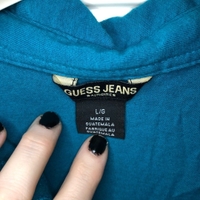 GUESS JEANS
L/G
MADE IN
GUATEMALA
FABRIQUÉ AU
GUATEMALA